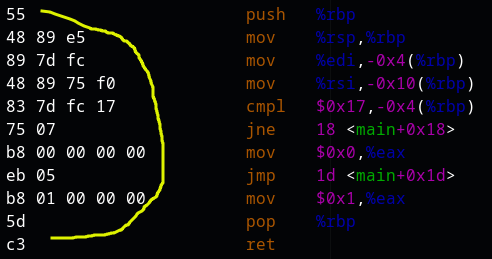 55 push %rbp
48 89 e5 mov %rsp,%rbp
89 7d fc mov %edi,-0x4(%rbp)
48 89 75 f0 mov %rsi,-0x10(%rbp)
83 7d fc 17 cmpl $0x17,-0x4(%rbp)
75 07 jne 18 <main+0x18>
b8 00 00 00 00 mov $0x0,%eax
eb 05 jmp 1d <main+0x1d>
b8 01 00 00 00 mov $0x1,%eax
5d pop %rbp
c3 ret